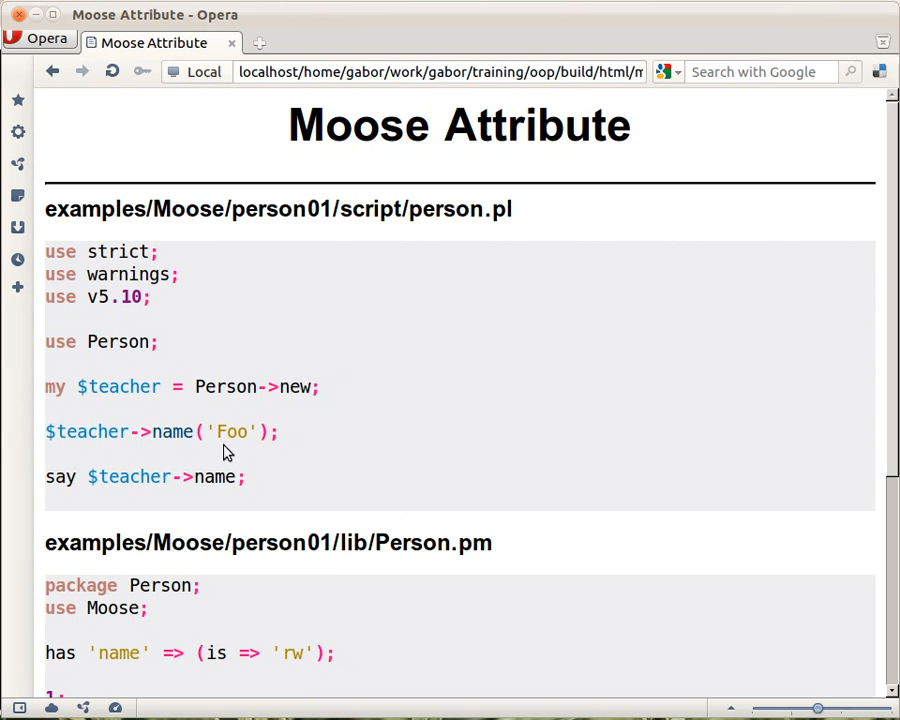 Moose Attribute - Opera
Opera
Moose Attribute
Local
localhost/home/gabor/work/gabor/training/oop/build/html/m
Search with Google
Moose Attribute
examples/Moose/person01/script/person.pl
use strict;
use warnings;
use v5.10;
use Person;
my $teacher = Person->new;
$teacher->name('Foo');
say $teacher->name;
examples/Moose/person01/lib/Person.pm
package Person;
use Moose;
has 'name' => (is => 'rw');
1;